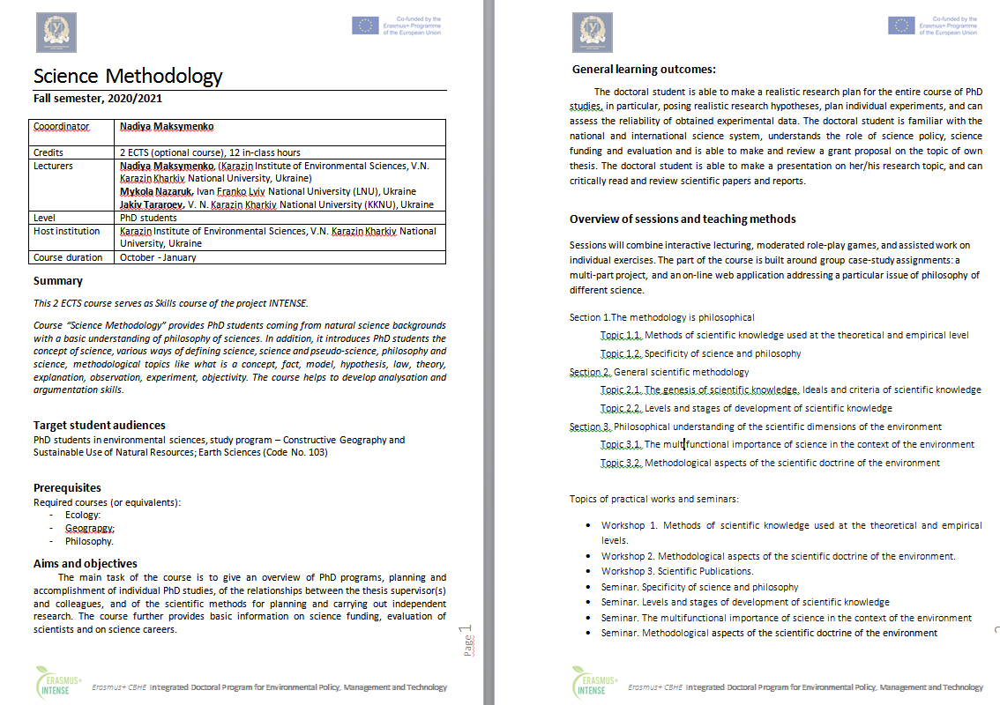 Co-funded by the
Erasmus+ Programme
of the European Union
Science Methodology
Fall semester, 2020/2021
Cooordinator Nadiya Maksymenko
Credits 2 ECTS (optional course), 12 in-class hours
Lecturers Nadiya Maksymenko, (Karazin Institute of Environmental Sciences, V.N.
Karazin Kharkiv National University, Ukraine)
Mykola Nazaruk, Ivan Franko Lviv National University (LNU), Ukraine
Jakiv Tararoev, V. N. Karazin Kharkiv National University (KKNU), Ukraine
Level PhD students
Host institution Karazin Institute of Environmental Sciences, V.N. Karazin Kharkiv National
University, Ukraine
Course duration October - January
Summary
This 2 ECTS course serves as Skills course of the project INTENSE.
Course “Science Methodology” provides PhD students coming from natural science backgrounds
with a basic understanding of philosophy of sciences. In addition, it introduces PhD students the
concept of science, various ways of defining science, science and pseudo-science, philosophy and
science, methodological topics like what is a concept, fact, model, hypothesis, law, theory,
explanation, observation, experiment, objectivity. The course helps to develop analysation and
argumentation skills.
Target student audiences
PhD students in environmental sciences, study program – Constructive Geography and
Sustainable Use of Natural Resources; Earth Sciences (Code No. 103)
Prerequisites
Required courses (or equivalents):
- Ecology:
- Geograpgy;
- Philosophy.
Aims and objectives
The main task of the course is to give an overview of PhD programs, planning and
accomplishment of individual PhD studies, of the relationships between the thesis supervisor(s)
and colleagues, and of the scientific methods for planning and carrying out independent
research. The course further provides basic information on science funding, evaluation of
scientists and on science careers.
Page 1
ERASMUS+
INTENSE
Erasmus+ CBHE Integrated Doctoral Program for Environmental Policy, Management and Technology
Co-funded by the
Erasmus+ Programme
of the European Union
General learning outcomes:
The doctoral student is able to make a realistic research plan for the entire course of PhD
studies, in particular, posing realistic research hypotheses, plan individual experiments, and can
assess the reliability of obtained experimental data. The doctoral student is familiar with the
national and international science system, understands the role of science policy, science
funding and evaluation and is able to make and review a grant proposal on the topic of own
thesis. The doctoral student is able to make a presentation on her/his research topic, and can
critically read and review scientific papers and reports.
Overview of sessions and teaching methods
Sessions will combine interactive lecturing, moderated role-play games, and assisted work on
individual exercises. The part of the course is built around group case-study assignments: a
multi-part project, and an on-line web application addressing a particular issue of philosophy of
different science.
Section 1.The methodology is philosophical
Topic 1.1. Methods of scientific knowledge used at the theoretical and empirical level
Topic 1.2. Specificity of science and philosophy
Section 2. General scientific methodology
Topic 2.1. The genesis of scientific knowledge. Ideals and criteria of scientific knowledge
Topic 2.2. Levels and stages of development of scientific knowledge
Section 3. Philosophical understanding of the scientific dimensions of the environment
Topic 3.1. The multifunctional importance of science in the context of the environment
Topic 3.2. Methodological aspects of the scientific doctrine of the environment
Topics of practical works and seminars:
• Workshop 1. Methods of scientific knowledge used at the theoretical and empirical
levels.
• Workshop 2. Methodological aspects of the scientific doctrine of the environment.
• Workshop 3. Scientific Publications.
• Seminar. Specificity of science and philosophy
• Seminar. Levels and stages of development of scientific knowledge
• Seminar. The multifunctional importance of science in the context of the environment
• Seminar. Methodological aspects of the scientific doctrine of the environment
ERASMUS+
INTENSE
Erasmus+ CBHE Integrated Doctoral Program for Environmental Policy, Management and Technology